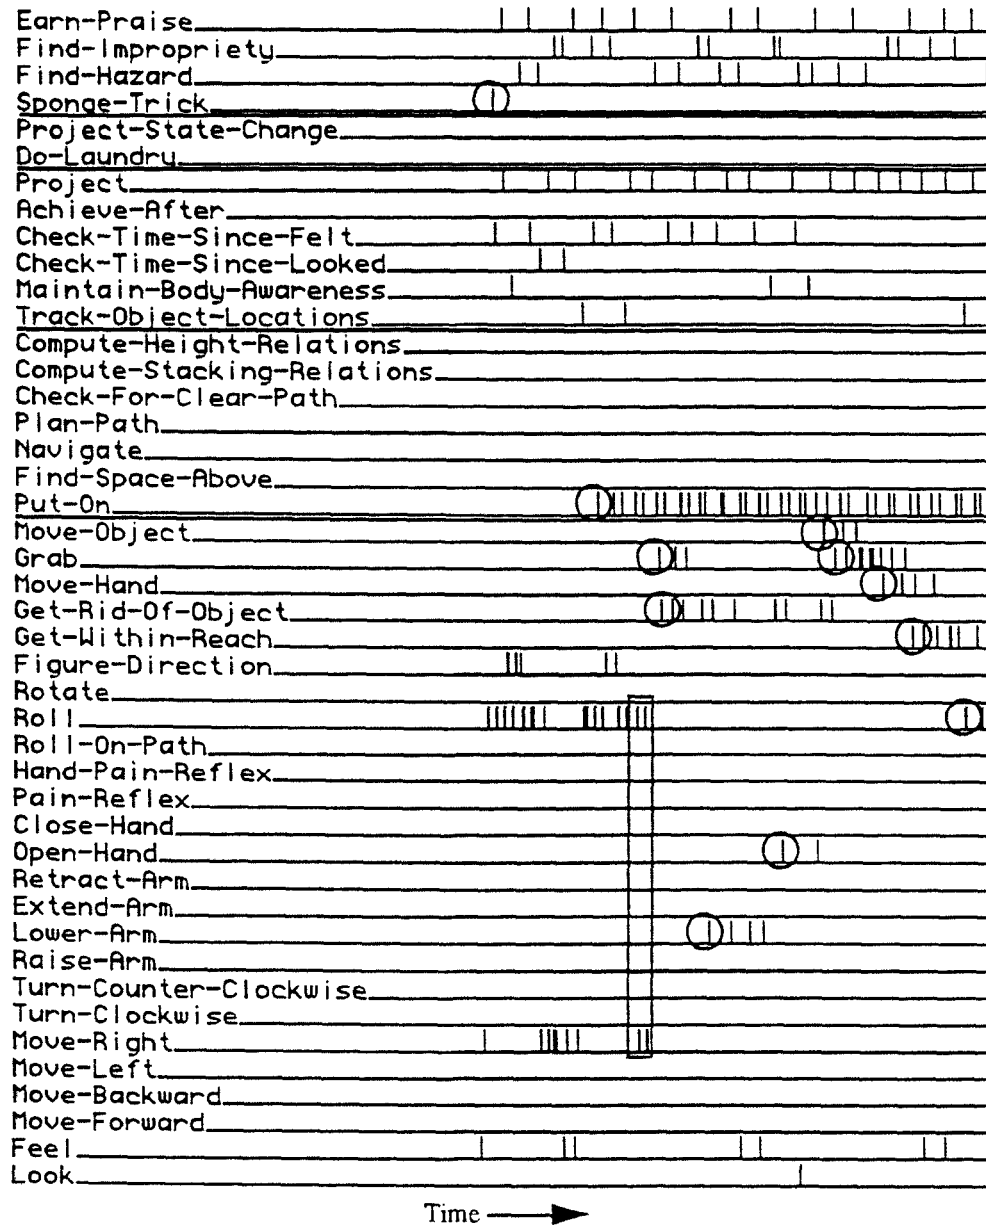 Earn-Praise
Find-Impropriety
Find-Hazard
Sponge-Trick
Project-State-Change
Do-Laundry
Project
Achieve-After
Check-Time-Since-Felt
Check-Time-Since-Looked
Maintain-Body-Awareness
Track-Object-Locations
Compute-Height-Relations
Compute-Stacking-Relations
Check-For-Clear-Path
Plan-Path
Navigate
Find-Space-Above
Put-On
Move-Object
Grab
Move-Hand
Get-Rid-Of-Object
Get-Within-Reach
Figure-Direction
Rotate
Roll
Roll-On-Path
Hand-Pain-Reflex
Pain-Reflex
Close-Hand
Open-Hand
Retract-Arm
Extend-Arm
Lower-Arm
Raise-Arm
Turn-Counter-Clockwise
Turn-Clockwise
Move-Right
Move-Left
Move-Backward
Move-Forward
Feel
Look
Time